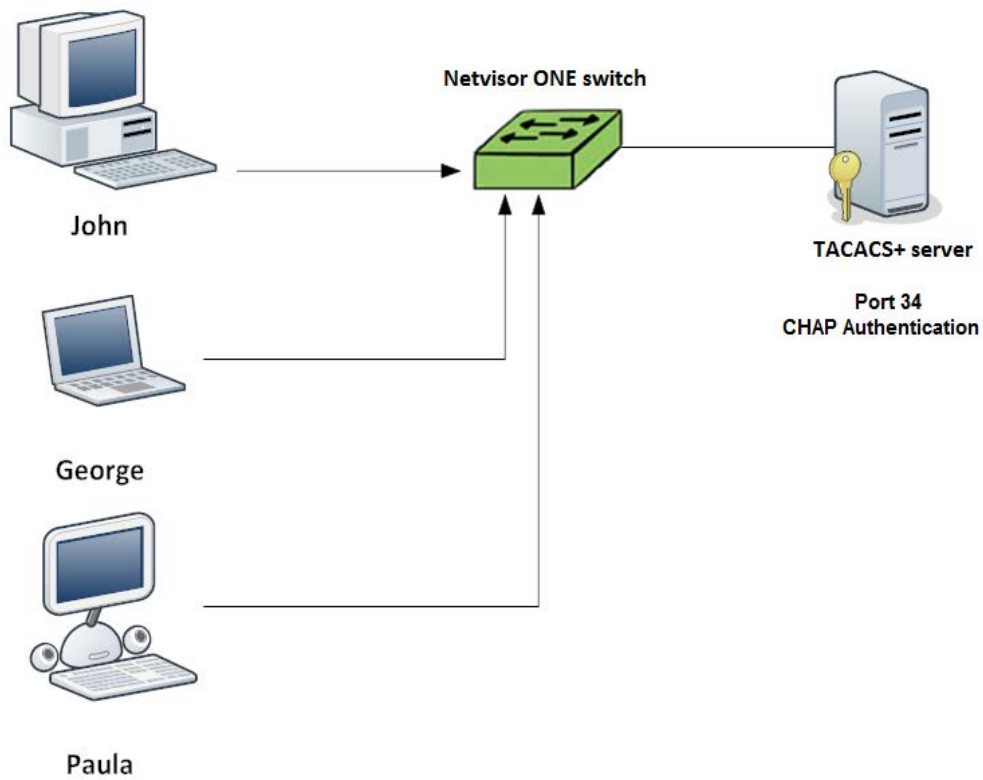 Netvisor ONE switch
John
TACACS+ server
Port 34
CHAP Authentication
George
Paula